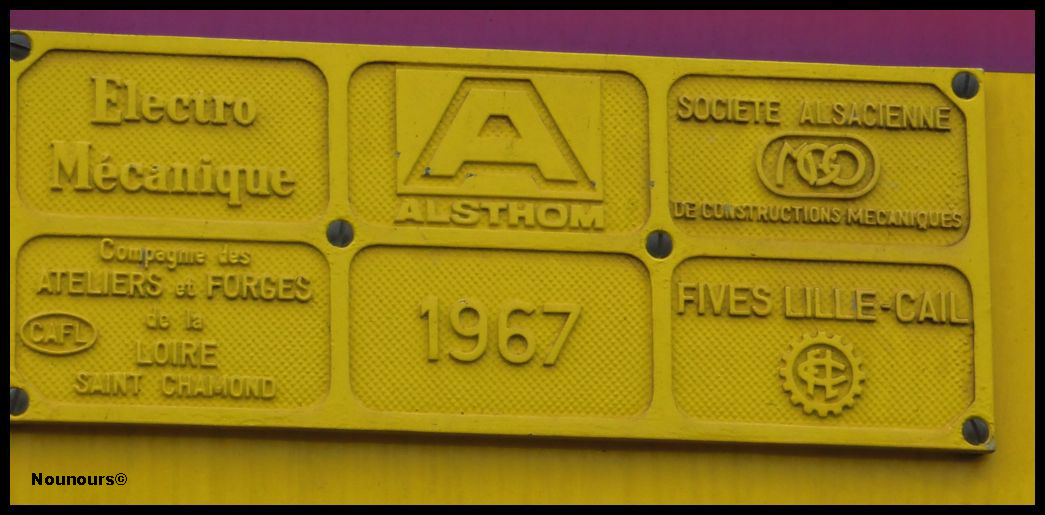 Electro
Mécanique
A
ALSTHOM
SOCIETE ALSACIENNE
DE CONSTRUCTIONS MECANIQUES
Compagnie des
ATELIERS et FORGES
CAFL
de la
LOIRE
SAINT CHAMOND
1967
FIVES LILLE-CAIL
Nounours©